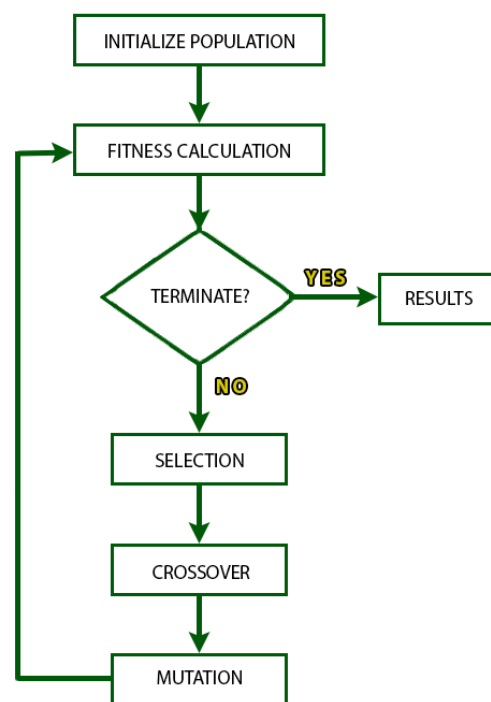 INITIALIZE POPULATION
FITNESS CALCULATION
TERMINATE?
YES
RESULTS
NO
SELECTION
CROSSOVER
MUTATION